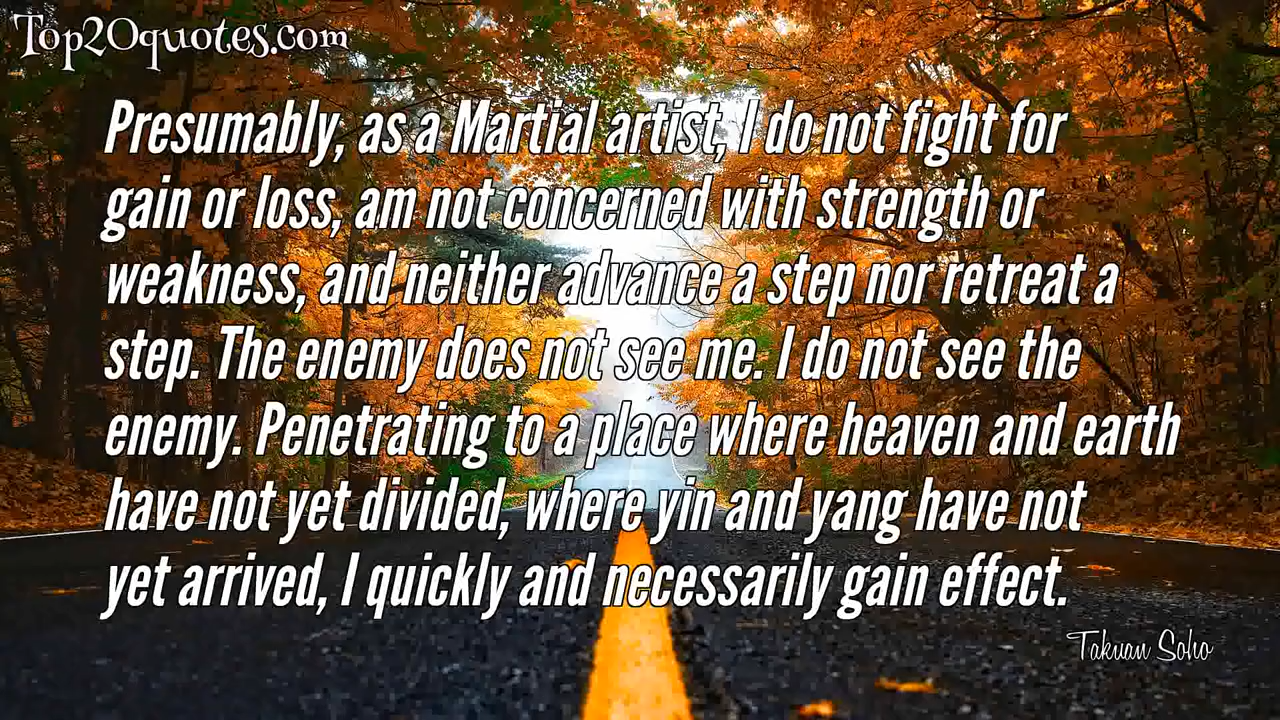 Top20quotes.com
Presumably, as a Martial artist, I do not fight for
gain or loss, am not concerned with strength or
weakness, and neither advance a step nor retreat a
step. The enemy does not see me. I do not see the
enemy. Penetrating to a place where heaven and earth
have not yet divided, where yin and yang have not
yet arrived, I quickly and necessarily gain effect.
Takuan Soho